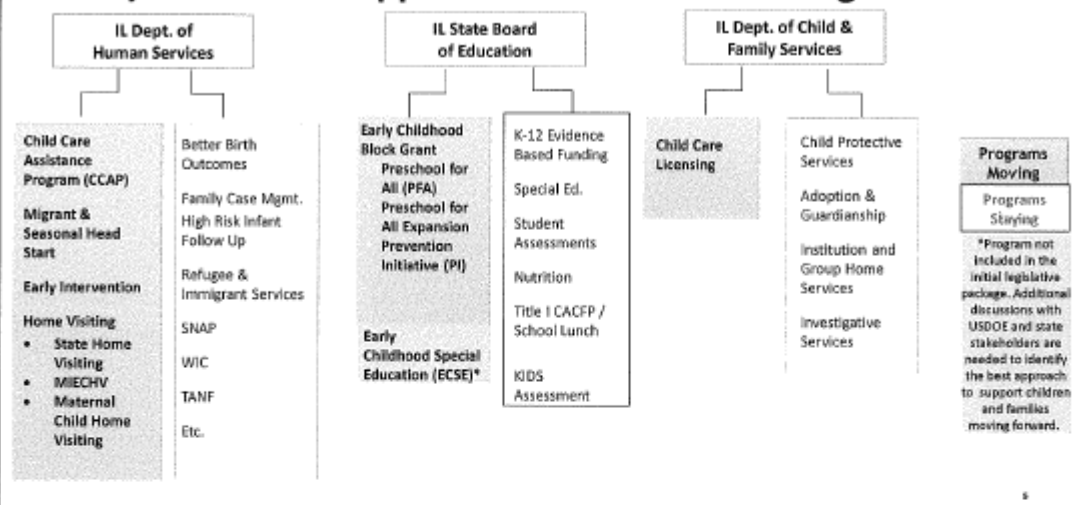 IL Dept. of
Human Services
IL State Board
of Education
IL Dept. of Child &
Family Services
Child Care
Assistance
Program (CCAP)
Migrant &
Seasonal Head
Start
Early Intervention
Home Visiting
• State Home
Visiting
• MIECHV
• Maternal
Child Home
Visiting
Better Birth
Outcomes
Family Case Mgmt.
High Risk Infant
Follow Up
Refugee &
Immigrant Services
SNAP
WIC
TANF
Etc.
Early Childhood
Block Grant
Preschool for
All (PFA)
Preschool for
All Expansion
Prevention
Initiative (PI)
Early
Childhood Special
Education (ECSE)*
K-12 Evidence
Based Funding
Special Ed.
Student
Assessments
Nutrition
Title I CACFP /
School Lunch
KIDS
Assessment
Child Care
Licensing
Child Protective
Services
Adoption &
Guardianship
Institution and
Group Home
Services
Investigative
Services
Programs
Moving
Programs
Staying
*Program not
included in the
initial legislative
package. Additional
discussions with
USDOE and state
stakeholders are
needed to identify
the best approach
to support children
and families
moving forward.